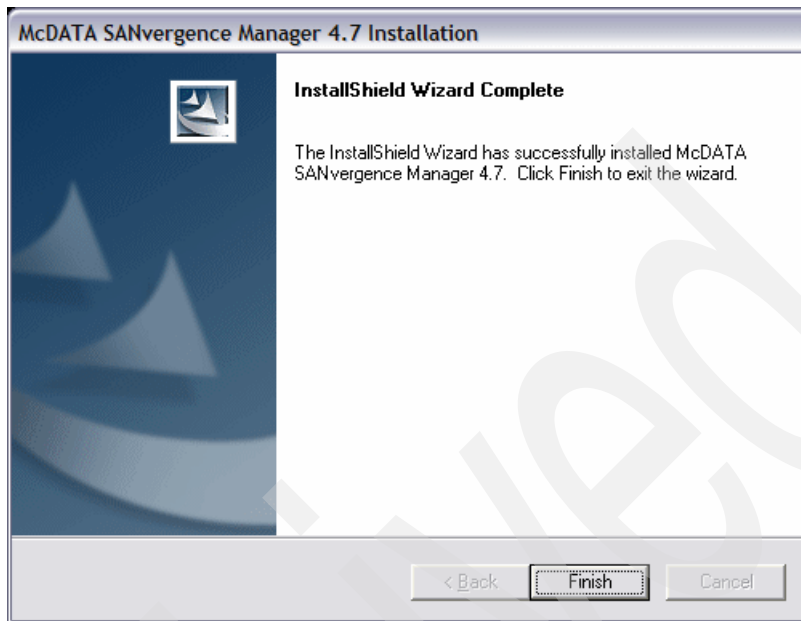 McDATA SANvergence Manager 4.7 Installation
InstallShield Wizard Complete
The InstallShield Wizard has successfully installed McDATA
SANvergence Manager 4.7. Click Finish to exit the wizard.
< Back Finish Cancel